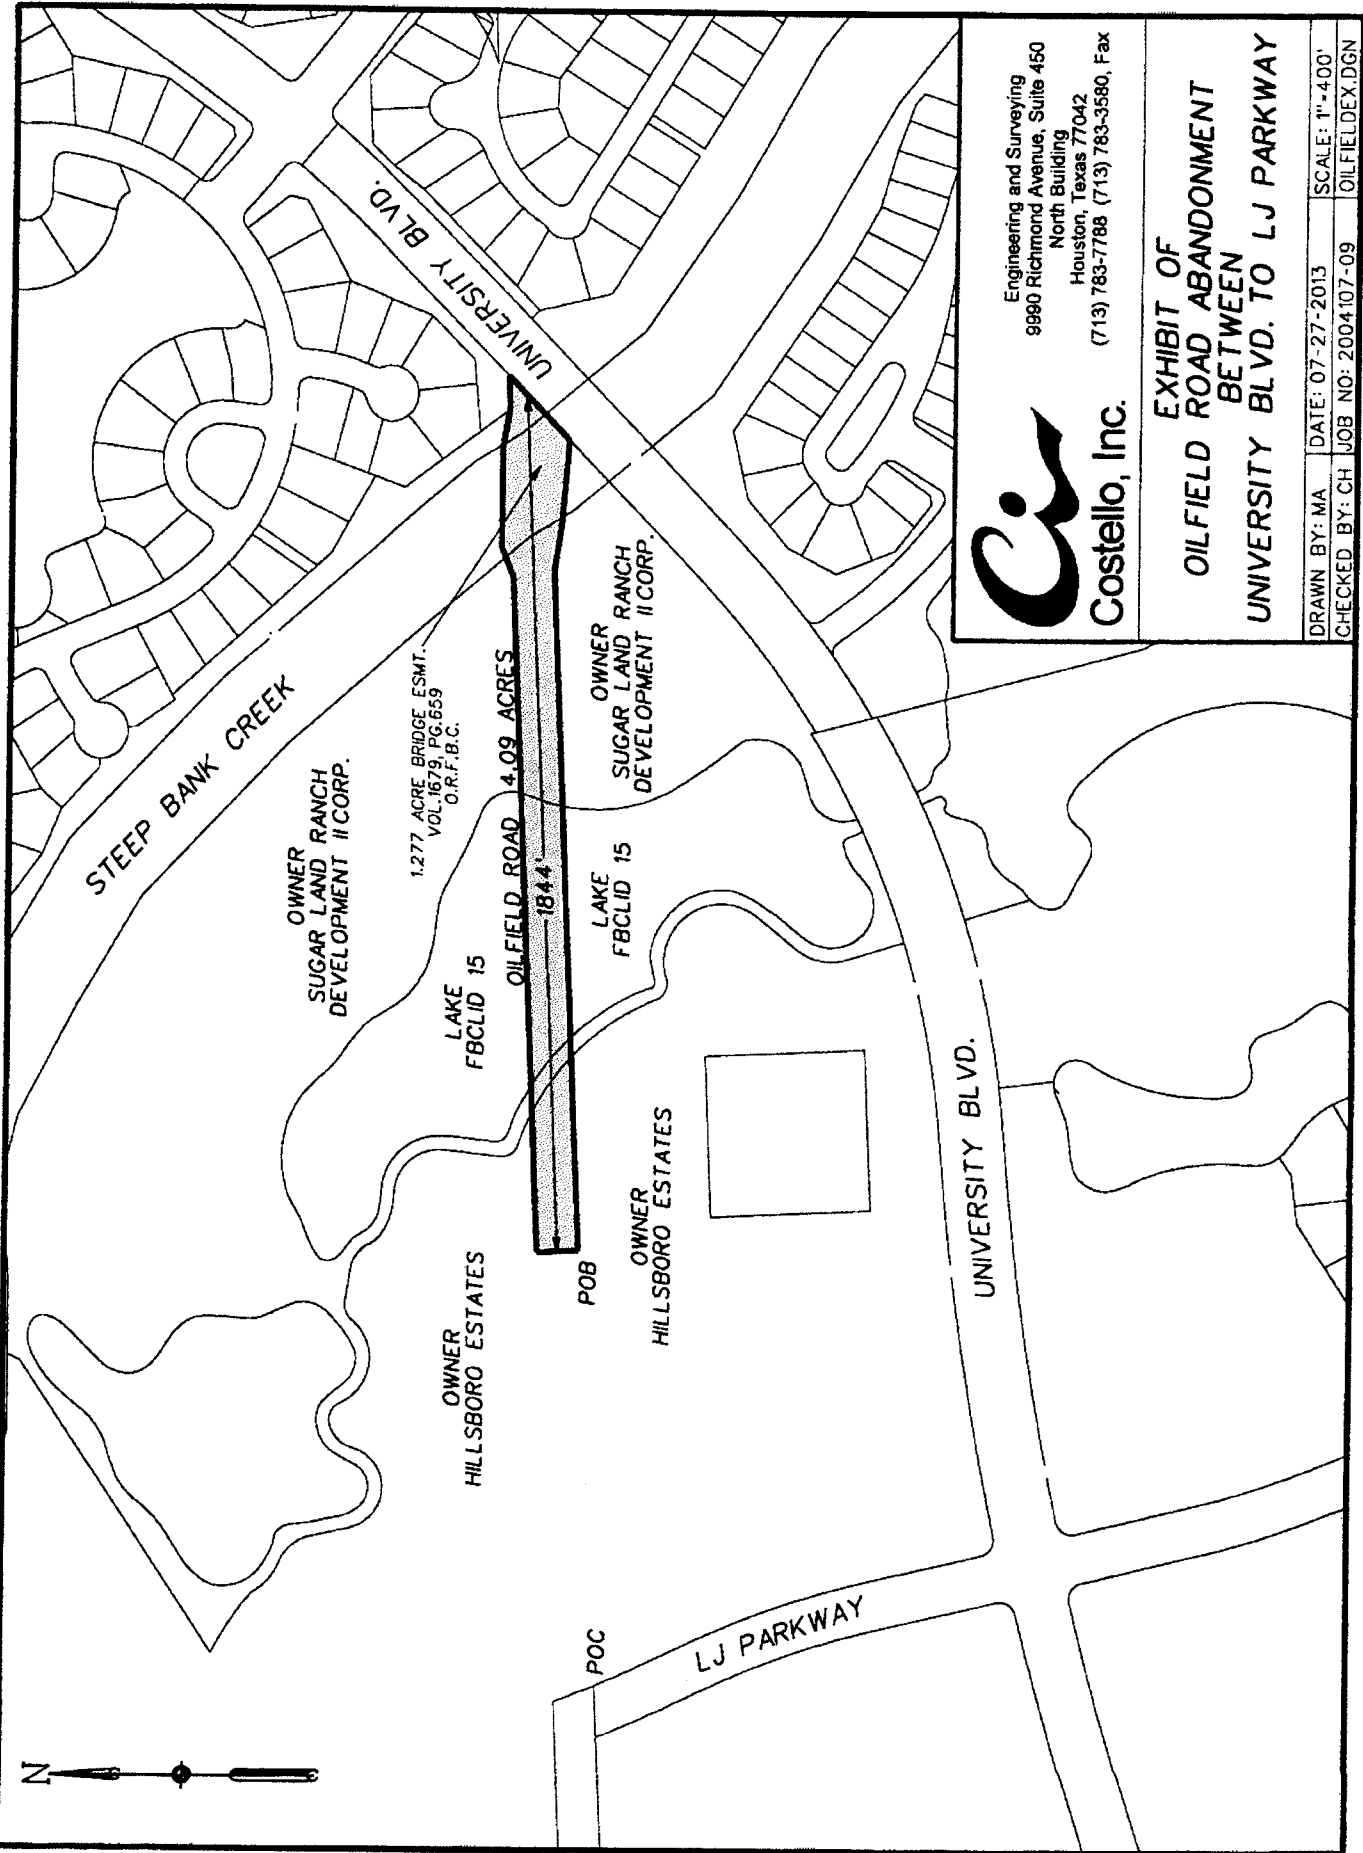 N
STEEP BANK CREEK
UNIVERSITY BLVD.
OWNER
SUGAR LAND RANCH
DEVELOPMENT II CORP.
1.277 ACRE BRIDGE ESMT.
VOL.1679, PG.659
O.R.F.B.C.
LAKE
FBCLID 15
OILFIELD ROAD 4.09 ACRES
1844'
OWNER
HILLSBORO ESTATES
POB
LAKE
FBCLID 15
OWNER
SUGAR LAND RANCH
DEVELOPMENT II CORP.
OWNER
HILLSBORO ESTATES
POC
LJ PARKWAY
UNIVERSITY BLVD.
Ci
Costello, Inc.
Engineering and Surveying
9990 Richmond Avenue, Suite 450
North Building
Houston, Texas 77042
(713) 783-7788 (713) 783-3580, Fax
EXHIBIT OF
OILFIELD ROAD ABANDONMENT
BETWEEN
UNIVERSITY BLVD. TO LJ PARKWAY
DRAWN BY: MA DATE: 07-27-2013 SCALE: 1"-400'
CHECKED BY: CH JOB NO: 2004107-09 OILFIELDEX.DGN